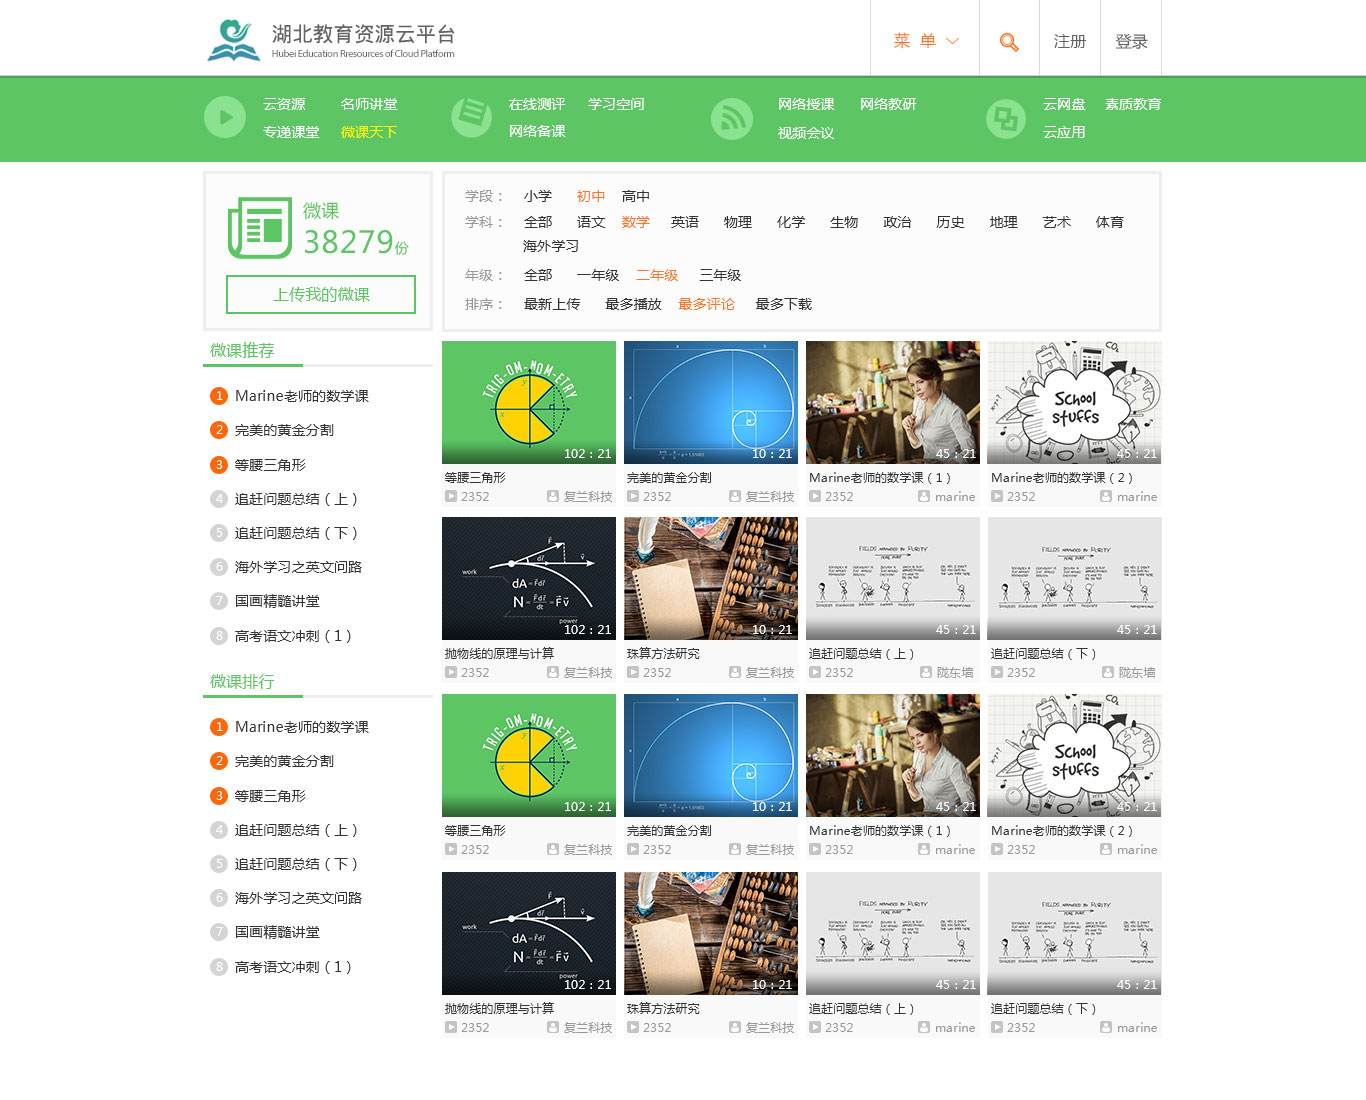 湖北教育资源云平台
Hubei Education Rresources of Cloud Platform
菜 单
注册
登录
云资源 名师讲堂
专递课堂 微课天下
在线测评 学习空间
网络备课
网络授课 网络教研
视频会议
云网盘 素质教育
云应用
微课
38279份
上传我的微课
学段： 小学 初中 高中
学科： 全部 语文 数学 英语 物理 化学 生物 政治 历史 地理 艺术 体育
海外学习
年级： 全部 一年级 二年级 三年级
排序： 最新上传 最多播放 最多评论 最多下载
微课推荐
1 Marine老师的数学课
2 完美的黄金分割
3 等腰三角形
4 追赶问题总结（上）
5 追赶问题总结（下）
6 海外学习之英文问路
7 国画精髓讲堂
8 高考语文冲刺（1）
微课排行
1 Marine老师的数学课
2 完美的黄金分割
3 等腰三角形
4 追赶问题总结（上）
5 追赶问题总结（下）
6 海外学习之英文问路
7 国画精髓讲堂
8 高考语文冲刺（1）
TRIG-OM-NOM-ETRY
School
stuffs
102：21 10：21 45：21 45：21
等腰三角形 完美的黄金分割 Marine老师的数学课（1） Marine老师的数学课（2）
2352 复兰科技 2352 复兰科技 2352 marine 2352 marine
work
power
FIELDS ARRANGED BY PURITY
FIELDS ARRANGED BY PURITY
102：21 10：21 45：21 45：21
抛物线的原理与计算 珠算方法研究 追赶问题总结（上） 追赶问题总结（下）
2352 复兰科技 2352 复兰科技 2352 陇东墙 2352 陇东墙
TRIG-OM-NOM-ETRY
School
stuffs
102：21 10：21 45：21 45：21
等腰三角形 完美的黄金分割 Marine老师的数学课（1） Marine老师的数学课（2）
2352 复兰科技 2352 复兰科技 2352 marine 2352 marine
work
power
FIELDS ARRANGED BY PURITY
FIELDS ARRANGED BY PURITY
102：21 10：21 45：21 45：21
抛物线的原理与计算 珠算方法研究 追赶问题总结（上） 追赶问题总结（下）
2352 复兰科技 2352 复兰科技 2352 marine 2352 marine